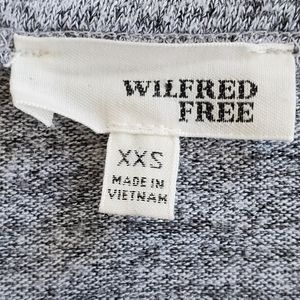 WILFRED
FREE
XXS
MADE IN
VIETNAM